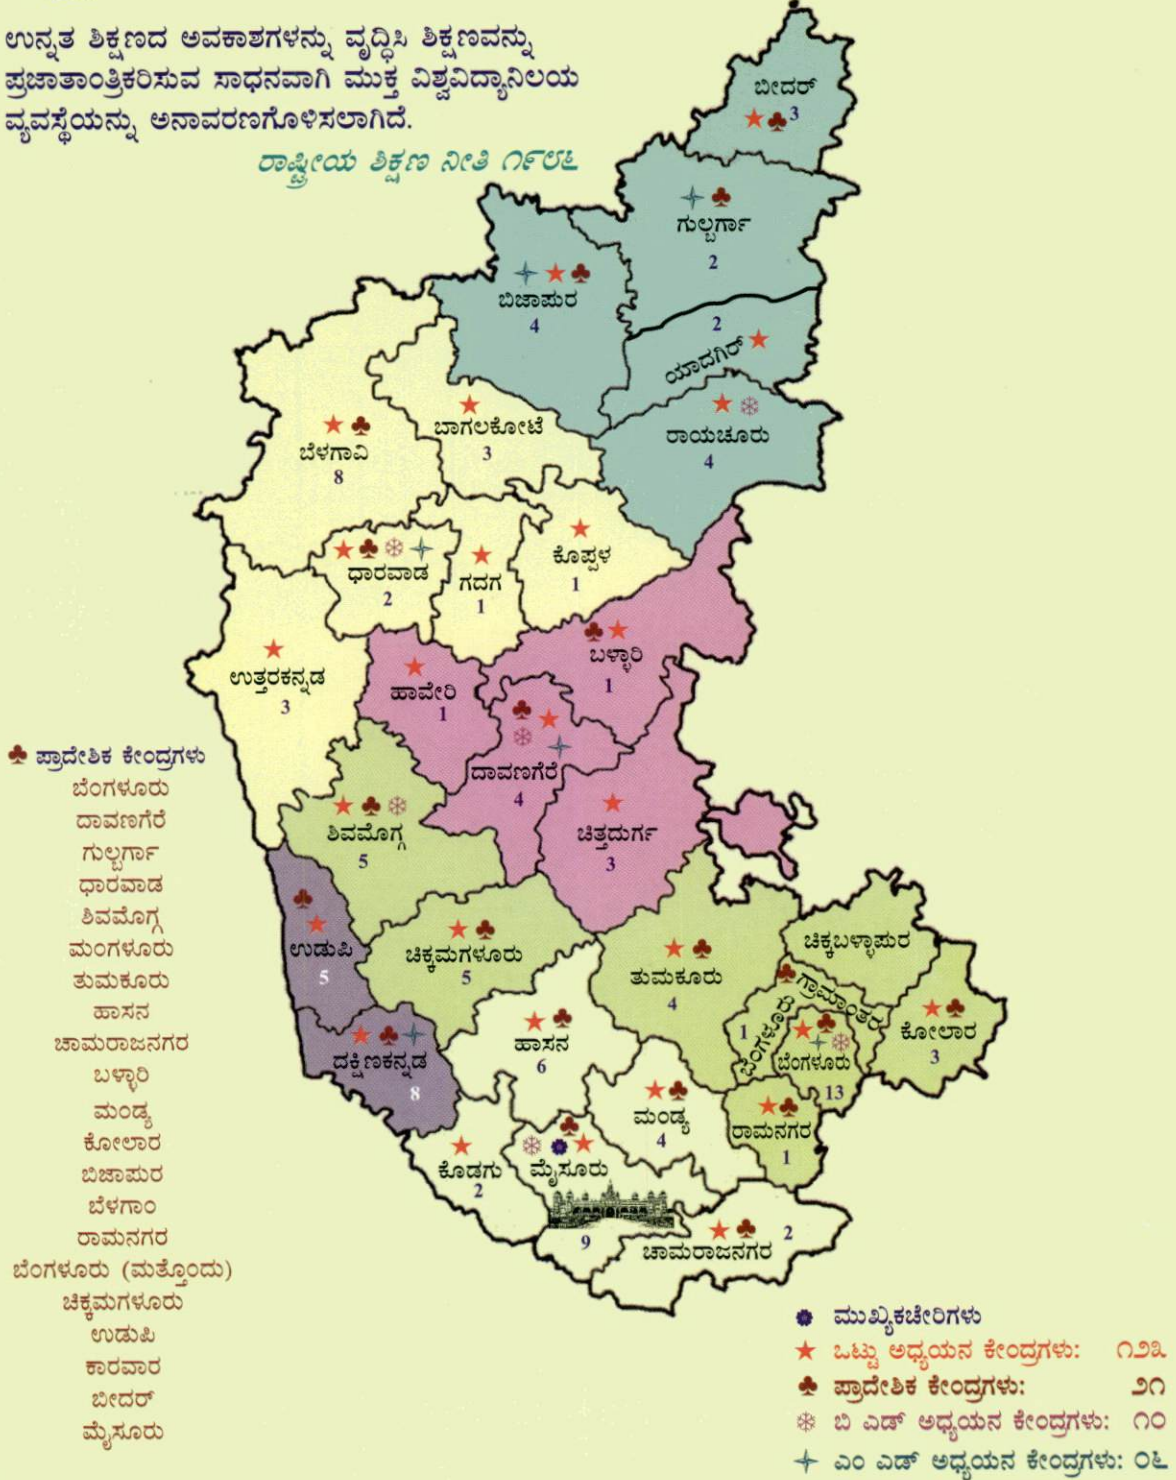 ಉನ್ನತ ಶಿಕ್ಷಣದ ಅವಕಾಶಗಳನ್ನು ವೃದ್ಧಿಸಿ ಶಿಕ್ಷಣವನ್ನು
ಪ್ರಜಾತಾಂತ್ರಿಕರಿಸುವ ಸಾಧನವಾಗಿ ಮುಕ್ತ ವಿಶ್ವವಿದ್ಯಾನಿಲಯ
ವ್ಯವಸ್ಥೆಯನ್ನು ಅನಾವರಣಗೊಳಿಸಲಾಗಿದೆ.
ರಾಷ್ಟ್ರೀಯ ಶಿಕ್ಷಣ ನೀತಿ ೧೯೮೬
ಬೀದರ್
3
ಗುಲ್ಬರ್ಗಾ
2
ಬಿಜಾಪುರ
4
2
ಯಾದಗಿರ್
ರಾಯಚೂರು
4
ಬಾಗಲಕೋಟೆ
3
ಬೆಳಗಾವಿ
8
ಧಾರವಾಡ
2
ಗದಗ
1
ಕೊಪ್ಪಳ
1
ಉತ್ತರಕನ್ನಡ
3
ಹಾವೇರಿ
1
ಬಳ್ಳಾರಿ
1
ದಾವಣಗೆರೆ
4
ಚಿತ್ತದುರ್ಗ
3
ಶಿವಮೊಗ್ಗ
5
ಉಡುಪಿ
5
ಚಿಕ್ಕಮಗಳೂರು
5
ತುಮಕೂರು
4
ಚಿಕ್ಕಬಳ್ಳಾಪುರ
ಬೆಂಗಳೂರು ಗ್ರಾಮಾಂತರ
1
ಕೋಲಾರ
3
ಬೆಂಗಳೂರು
13
ದಕ್ಷಿಣಕನ್ನಡ
8
ಹಾಸನ
6
ಮಂಡ್ಯ
4
ರಾಮನಗರ
1
ಕೊಡಗು
2
ಮೈಸೂರು
9
ಚಾಮರಾಜನಗರ
2
ಪ್ರಾದೇಶಿಕ ಕೇಂದ್ರಗಳು
ಬೆಂಗಳೂರು
ದಾವಣಗೆರೆ
ಗುಲ್ಬರ್ಗಾ
ಧಾರವಾಡ
ಶಿವಮೊಗ್ಗ
ಮಂಗಳೂರು
ತುಮಕೂರು
ಹಾಸನ
ಚಾಮರಾಜನಗರ
ಬಳ್ಳಾರಿ
ಮಂಡ್ಯ
ಕೋಲಾರ
ಬಿಜಾಪುರ
ಬೆಳಗಾಂ
ರಾಮನಗರ
ಬೆಂಗಳೂರು (ಮತ್ತೊಂದು)
ಚಿಕ್ಕಮಗಳೂರು
ಉಡುಪಿ
ಕಾರವಾರ
ಬೀದರ್
ಮೈಸೂರು
ಮುಖ್ಯಕಚೇರಿಗಳು
ಒಟ್ಟು ಅಧ್ಯಯನ ಕೇಂದ್ರಗಳು: ೧೨೩
ಪ್ರಾದೇಶಿಕ ಕೇಂದ್ರಗಳು: ೨೧
ಬಿ ಎಡ್ ಅಧ್ಯಯನ ಕೇಂದ್ರಗಳು: ೧೦
ಎಂ ಎಡ್ ಅಧ್ಯಯನ ಕೇಂದ್ರಗಳು: ೦೬